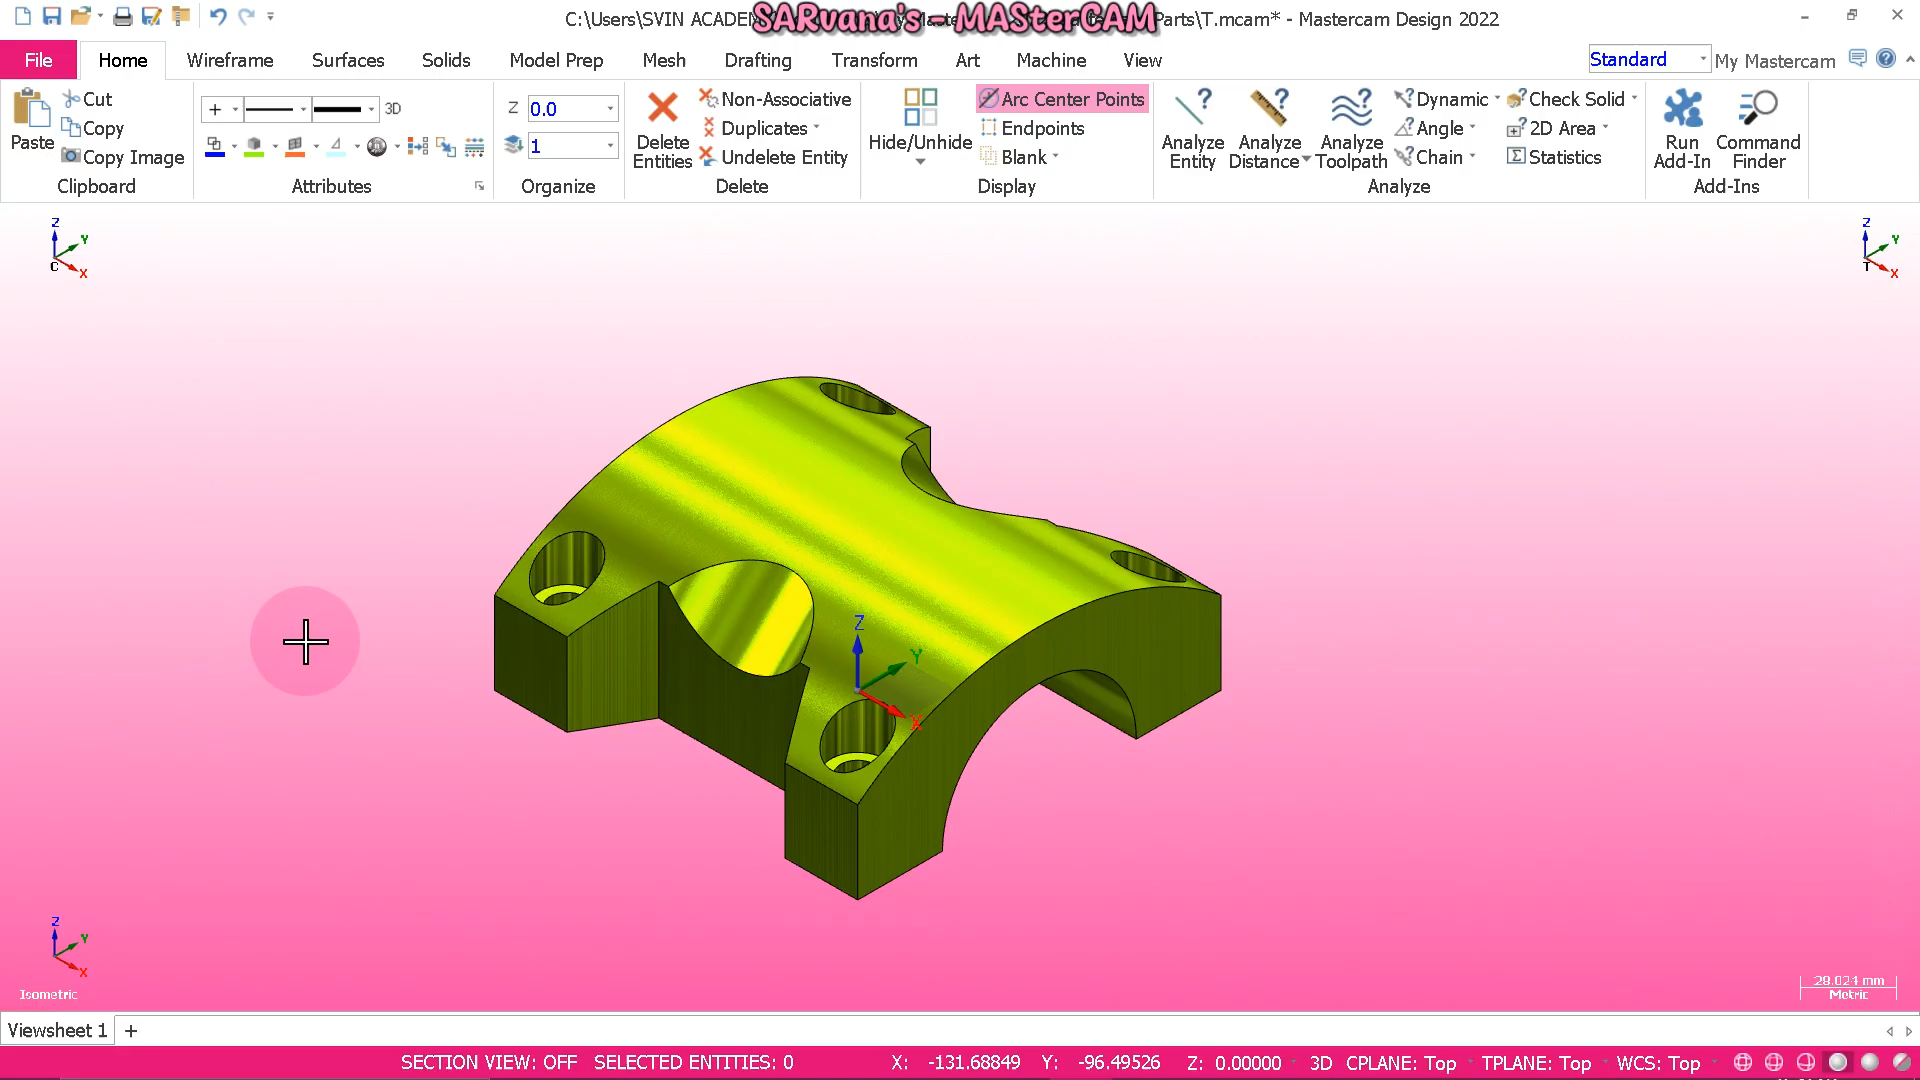 C:\Users\SVIN ACADEM
SARvana's - MASterCAM
Parts\T.mcam* - Mastercam Design 2022
File
Home
Wireframe
Surfaces
Solids
Model Prep
Mesh
Drafting
Transform
Art
Machine
View
Standard
My Mastercam
Paste
Cut
Copy
Copy Image
Clipboard
3D
Attributes
Z 0.0
1
Organize
Delete Entities
Non-Associative
Duplicates
Undelete Entity
Delete
Hide/Unhide
Arc Center Points
Endpoints
Blank
Display
Analyze Entity
Analyze Distance
Analyze Toolpath
Dynamic
Angle
Chain
Check Solid
2D Area
Statistics
Analyze
Run Add-In
Command Finder
Add-Ins
Z
Y
X
C
Z
Y
X
T
Z
Y
X
Z
Y
X
Isometric
28.024 mm
Metric
Viewsheet 1 +
SECTION VIEW: OFF SELECTED ENTITIES: 0 X: -131.68849 Y: -96.49526 Z: 0.00000 3D CPLANE: Top TPLANE: Top WCS: Top